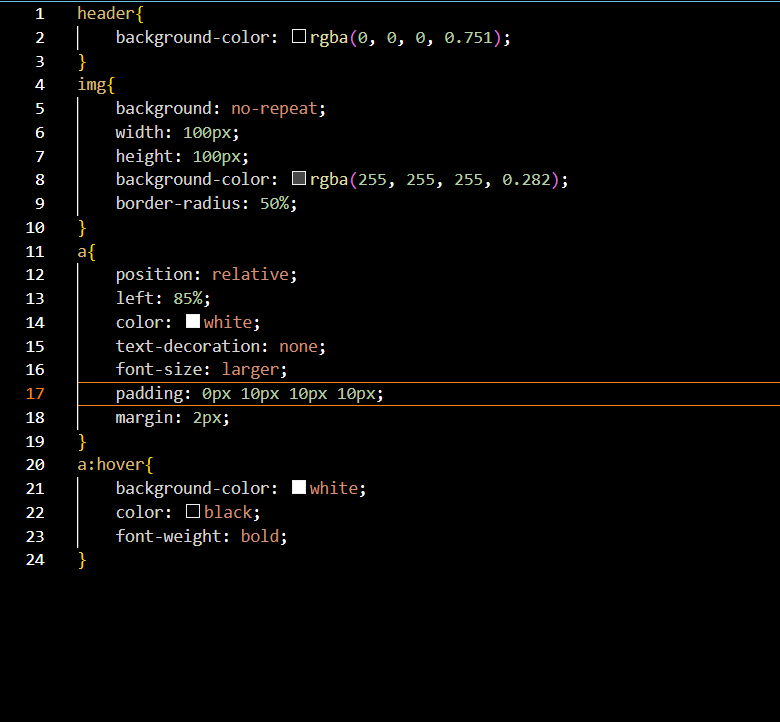 1 header{
2 background-color: rgba(0, 0, 0, 0.751);
3 }
4 img{
5 background: no-repeat;
6 width: 100px;
7 height: 100px;
8 background-color: rgba(255, 255, 255, 0.282);
9 border-radius: 50%;
10 }
11 a{
12 position: relative;
13 left: 85%;
14 color: white;
15 text-decoration: none;
16 font-size: larger;
17 padding: 0px 10px 10px 10px;
18 margin: 2px;
19 }
20 a:hover{
21 background-color: white;
22 color: black;
23 font-weight: bold;
24 }